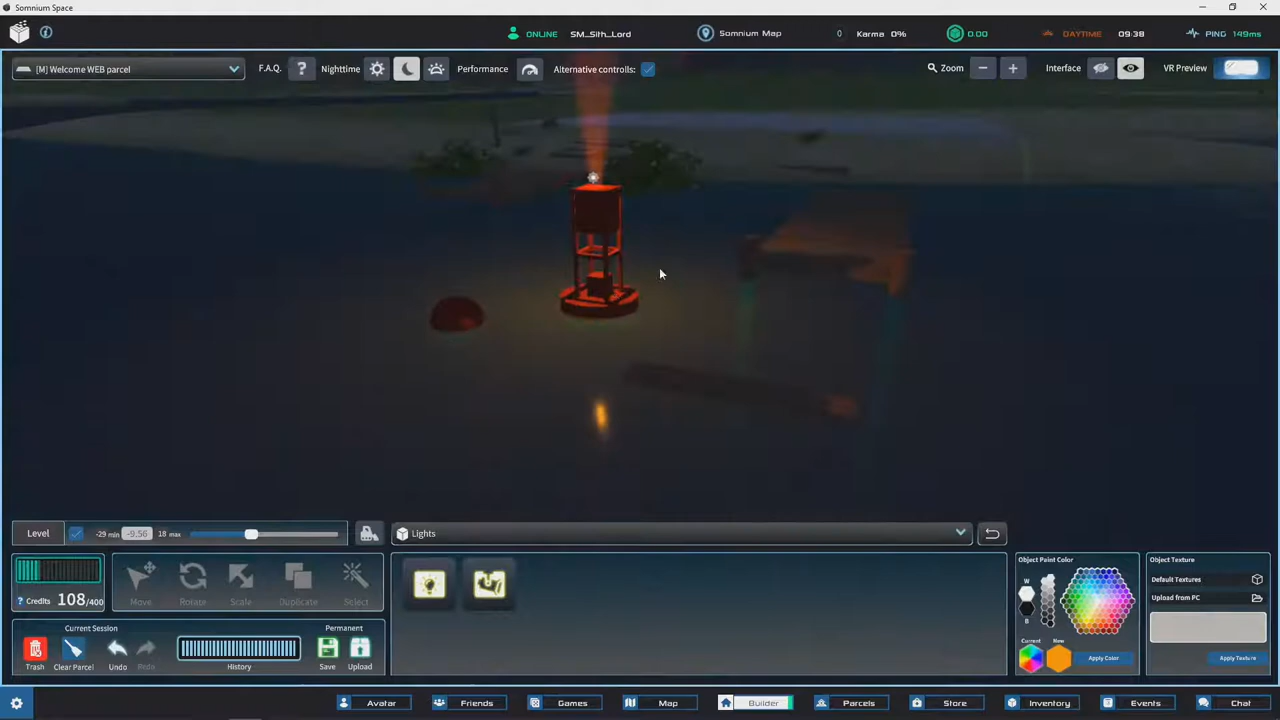 Somnium Space
ONLINE SM_Sith_Lord Somnium Map 0 Karma 0% 0.00 DAYTIME 09:38 PING 149ms
[M] Welcome WEB parcel F.A.Q. ? Nighttime Performance Alternative controlls: Zoom − + Interface VR Preview
Level -29 min -9.56 18 max Lights
Credits 108/400 Move Rotate Scale Duplicate Select
Current Session Permanent
Trash Clear Parcel Undo Redo History Save Upload
Object Paint Color
W
B
Current New Apply Color
Object Texture
Default Textures
Upload from PC
Apply Texture
Avatar Friends Games Map Builder Parcels Store Inventory Events Chat